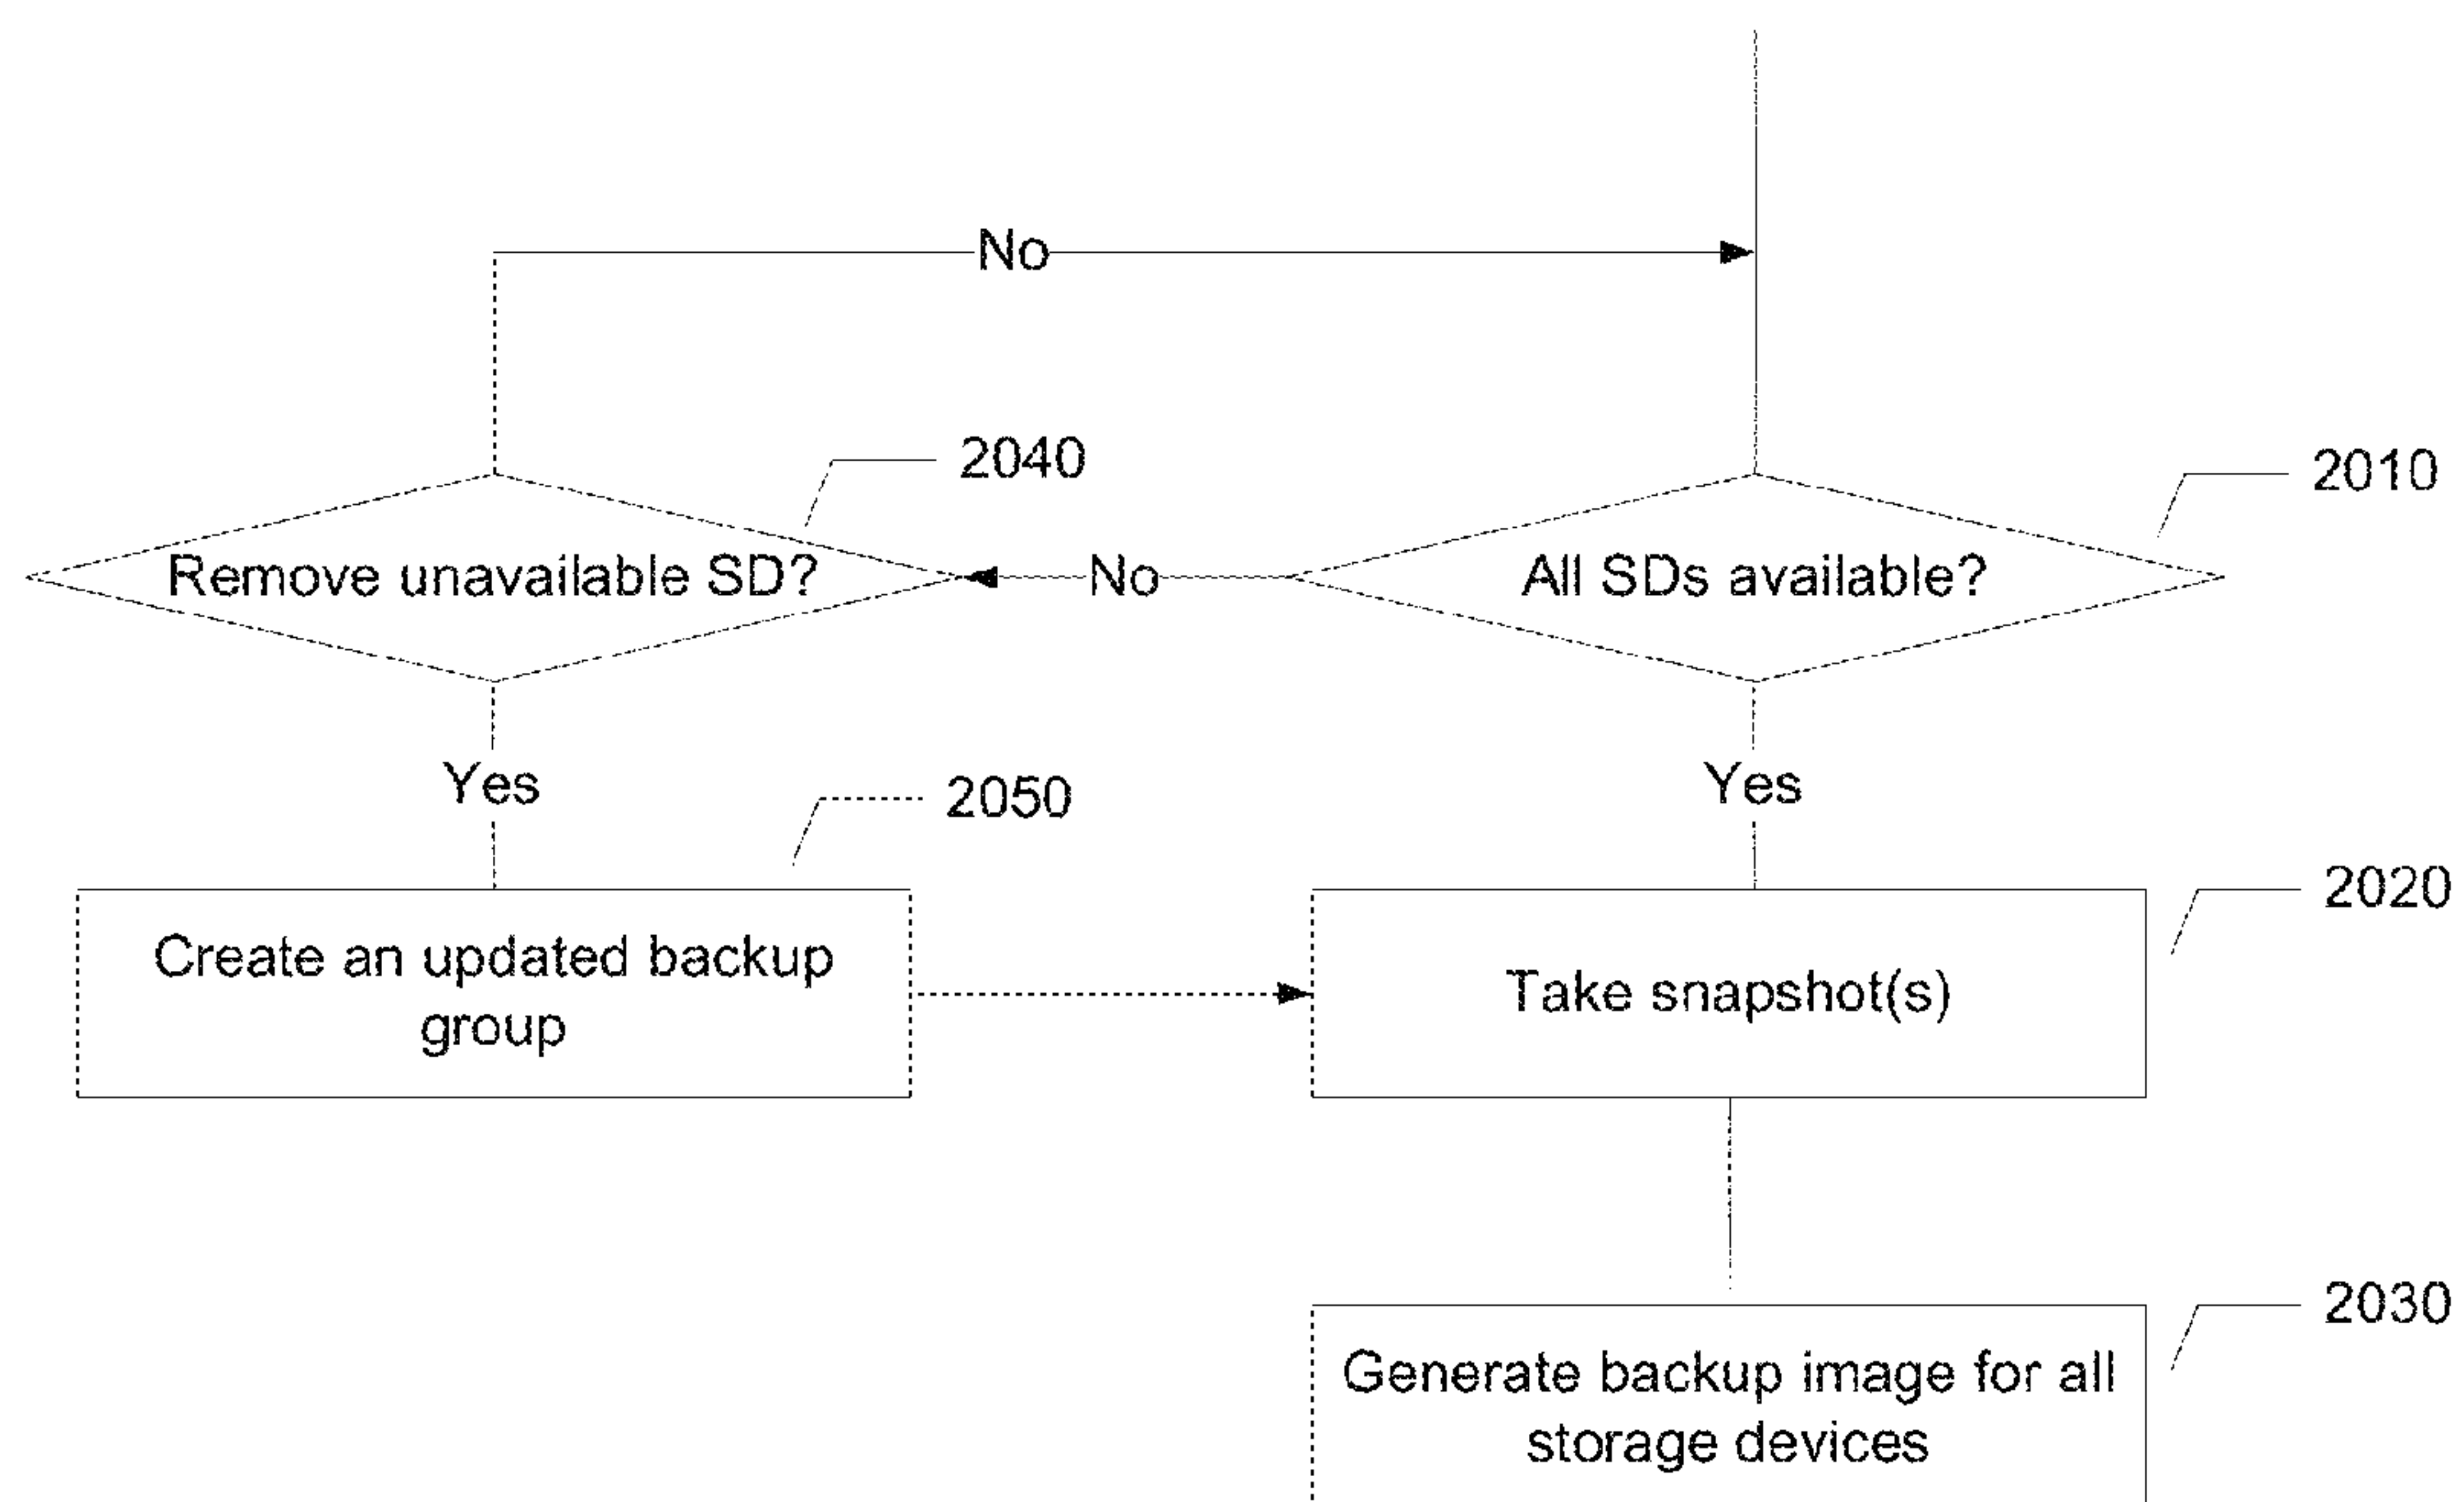 No
2040
2010
Remove unavailable SD?
No
All SDs available?
Yes
2050
Yes
2020
Create an updated backup
group
Take snapshot(s)
2030
Generate backup image for all
storage devices